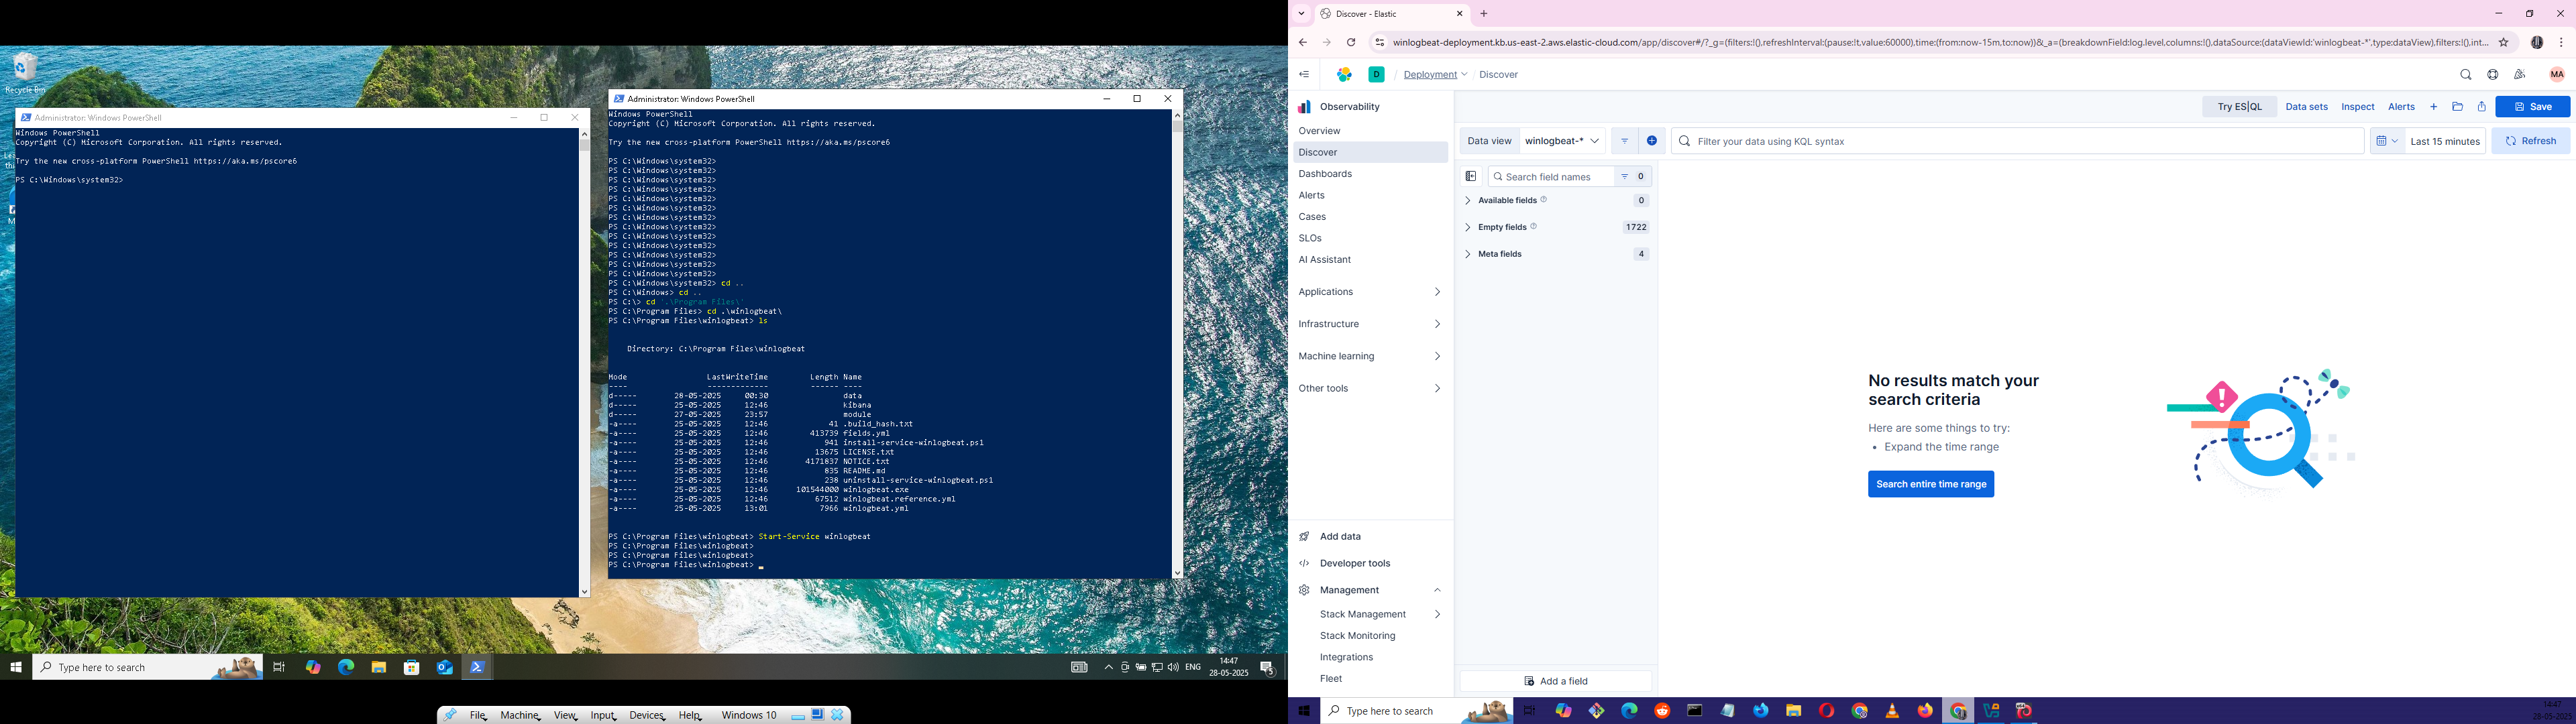 Recycle Bin
Administrator: Windows PowerShell
Windows PowerShell
Copyright (C) Microsoft Corporation. All rights reserved.
Try the new cross-platform PowerShell https://aka.ms/pscore6
PS C:\Windows\system32>
Administrator: Windows PowerShell
Windows PowerShell
Copyright (C) Microsoft Corporation. All rights reserved.
Try the new cross-platform PowerShell https://aka.ms/pscore6
PS C:\Windows\system32>
PS C:\Windows\system32>
PS C:\Windows\system32>
PS C:\Windows\system32>
PS C:\Windows\system32>
PS C:\Windows\system32>
PS C:\Windows\system32>
PS C:\Windows\system32>
PS C:\Windows\system32>
PS C:\Windows\system32>
PS C:\Windows\system32>
PS C:\Windows\system32>
PS C:\Windows\system32>
PS C:\Windows\system32> cd ..
PS C:\Windows> cd ..
PS C:\> cd '.\Program Files\'
PS C:\Program Files> cd .\winlogbeat\
PS C:\Program Files\winlogbeat> ls
Directory: C:\Program Files\winlogbeat
Mode LastWriteTime Length Name
---- ------------- ------ ----
d----- 28-05-2025 00:30 data
d----- 25-05-2025 12:46 kibana
d----- 27-05-2025 23:57 module
-a---- 25-05-2025 12:46 41 .build_hash.txt
-a---- 25-05-2025 12:46 413739 fields.yml
-a---- 25-05-2025 12:46 941 install-service-winlogbeat.ps1
-a---- 25-05-2025 12:46 13675 LICENSE.txt
-a---- 25-05-2025 12:46 4171837 NOTICE.txt
-a---- 25-05-2025 12:46 835 README.md
-a---- 25-05-2025 12:46 238 uninstall-service-winlogbeat.ps1
-a---- 25-05-2025 12:46 101544000 winlogbeat.exe
-a---- 25-05-2025 12:46 67512 winlogbeat.reference.yml
-a---- 25-05-2025 13:01 7966 winlogbeat.yml
PS C:\Program Files\winlogbeat> Start-Service winlogbeat
PS C:\Program Files\winlogbeat>
PS C:\Program Files\winlogbeat>
PS C:\Program Files\winlogbeat> _
Type here to search
ENG
14:47
28-05-2025
5
File Machine View Input Devices Help Windows 10
Discover - Elastic
winlogbeat-deployment.kb.us-east-2.aws.elastic-cloud.com/app/discover#/?_g=(filters:!(),refreshInterval:(pause:!t,value:60000),time:(from:now-15m,to:now))&_a=(breakdownField:log.level,columns:!(),dataSource:(dataViewId:'winlogbeat-*',type:dataView),filters:!(),int...
D / Deployment / Discover
MA
Observability
Overview
Discover
Dashboards
Alerts
Cases
SLOs
AI Assistant
Applications
Infrastructure
Machine learning
Other tools
Add data
Developer tools
Management
Stack Management
Stack Monitoring
Integrations
Fleet
Try ES|QL Data sets Inspect Alerts Save
Data view winlogbeat-* Filter your data using KQL syntax Last 15 minutes Refresh
Search field names 0
Available fields 0
Empty fields 1722
Meta fields 4
Add a field
No results match your
search criteria
Here are some things to try:
• Expand the time range
Search entire time range
Type here to search
14:47
28-05-2025